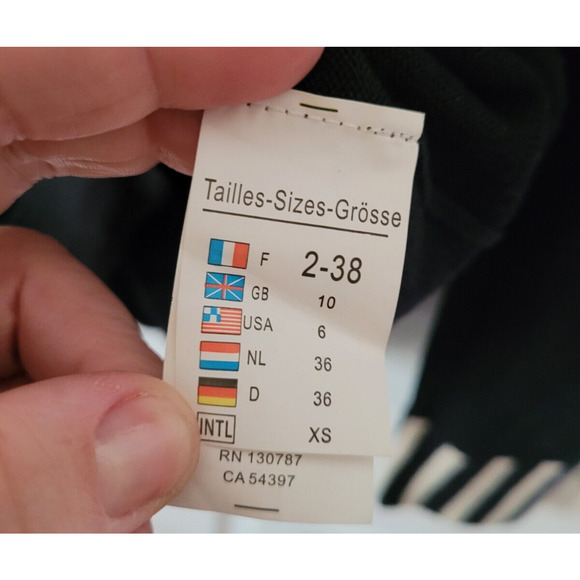 Tailles-Sizes-Grösse
F 2-38
GB 10
USA 6
NL 36
D 36
INTL XS
RN 130787
CA 54397